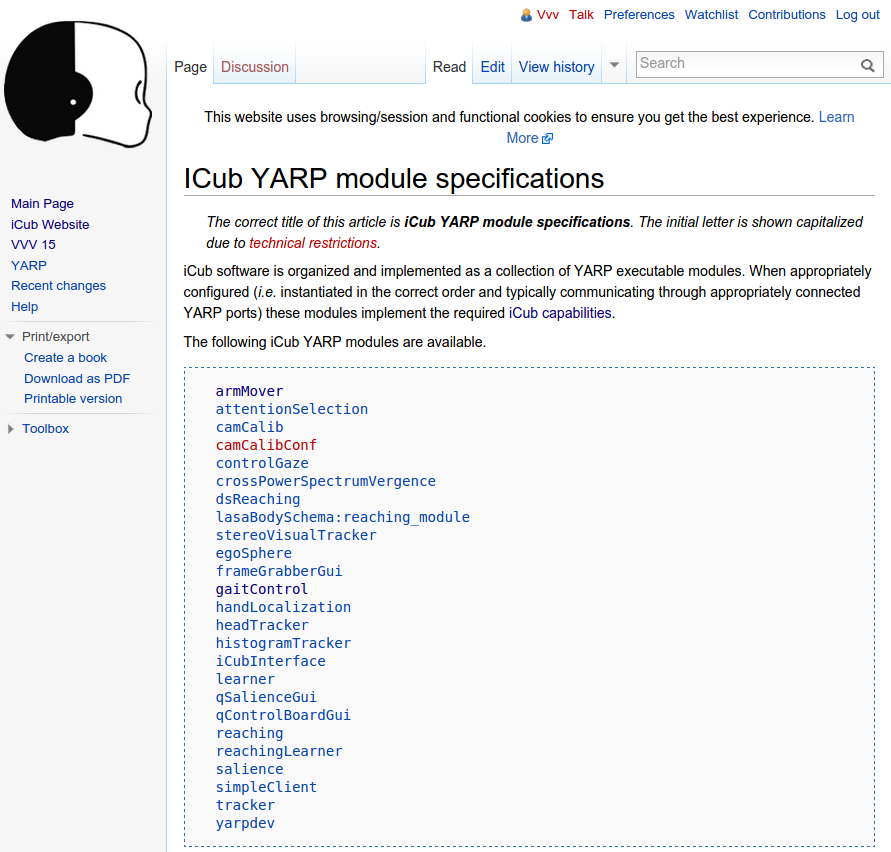 Vvv Talk Preferences Watchlist Contributions Log out
Page Discussion Read Edit View history Search
This website uses browsing/session and functional cookies to ensure you get the best experience. Learn
More
ICub YARP module specifications
The correct title of this article is iCub YARP module specifications. The initial letter is shown capitalized
due to technical restrictions.
iCub software is organized and implemented as a collection of YARP executable modules. When appropriately
configured (i.e. instantiated in the correct order and typically communicating through appropriately connected
YARP ports) these modules implement the required iCub capabilities.
The following iCub YARP modules are available.
armMover
attentionSelection
camCalib
camCalibConf
controlGaze
crossPowerSpectrumVergence
dsReaching
lasaBodySchema:reaching_module
stereoVisualTracker
egoSphere
frameGrabberGui
gaitControl
handLocalization
headTracker
histogramTracker
iCubInterface
learner
qSalienceGui
qControlBoardGui
reaching
reachingLearner
salience
simpleClient
tracker
yarpdev
Main Page
iCub Website
VVV 15
YARP
Recent changes
Help
Print/export
Create a book
Download as PDF
Printable version
Toolbox